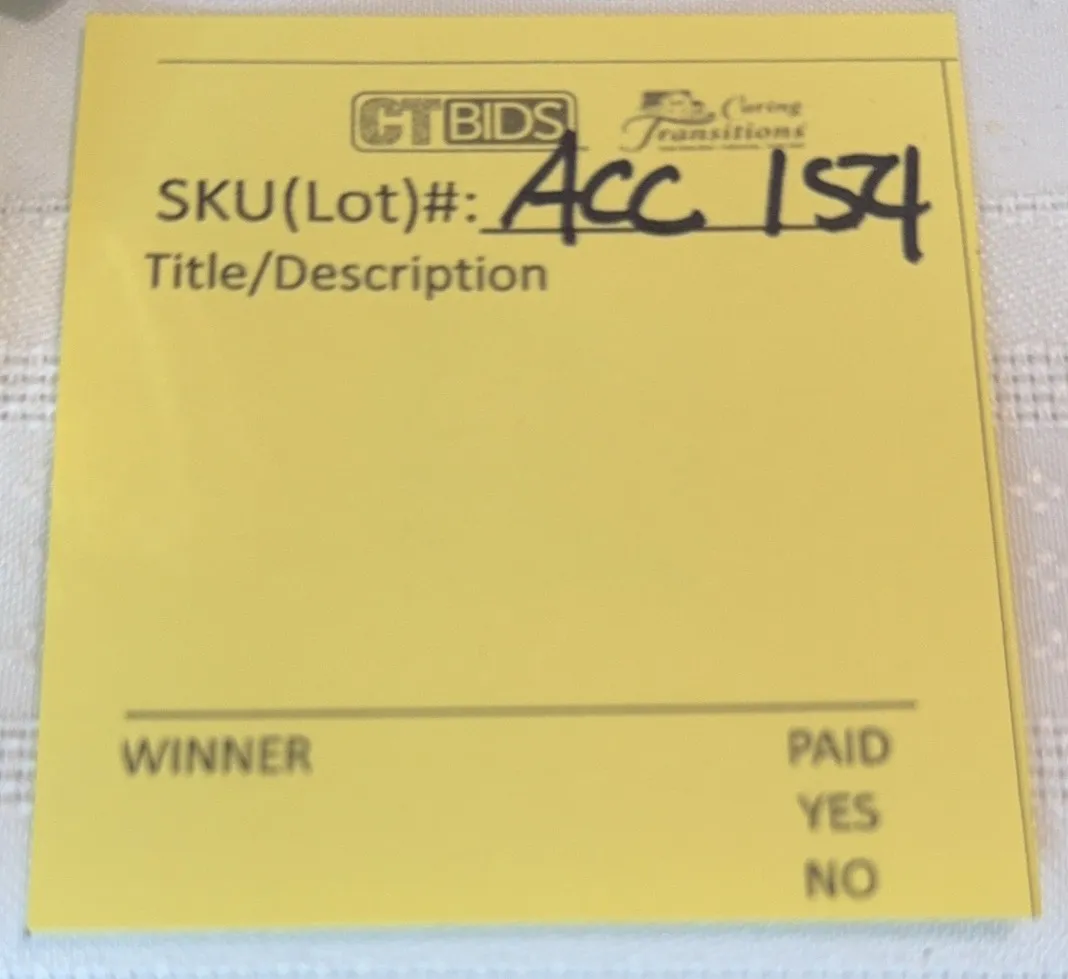 CTBIDS Caring
Transitions
SKU(Lot)#: ACC 154
Title/Description
WINNER PAID
YES
NO